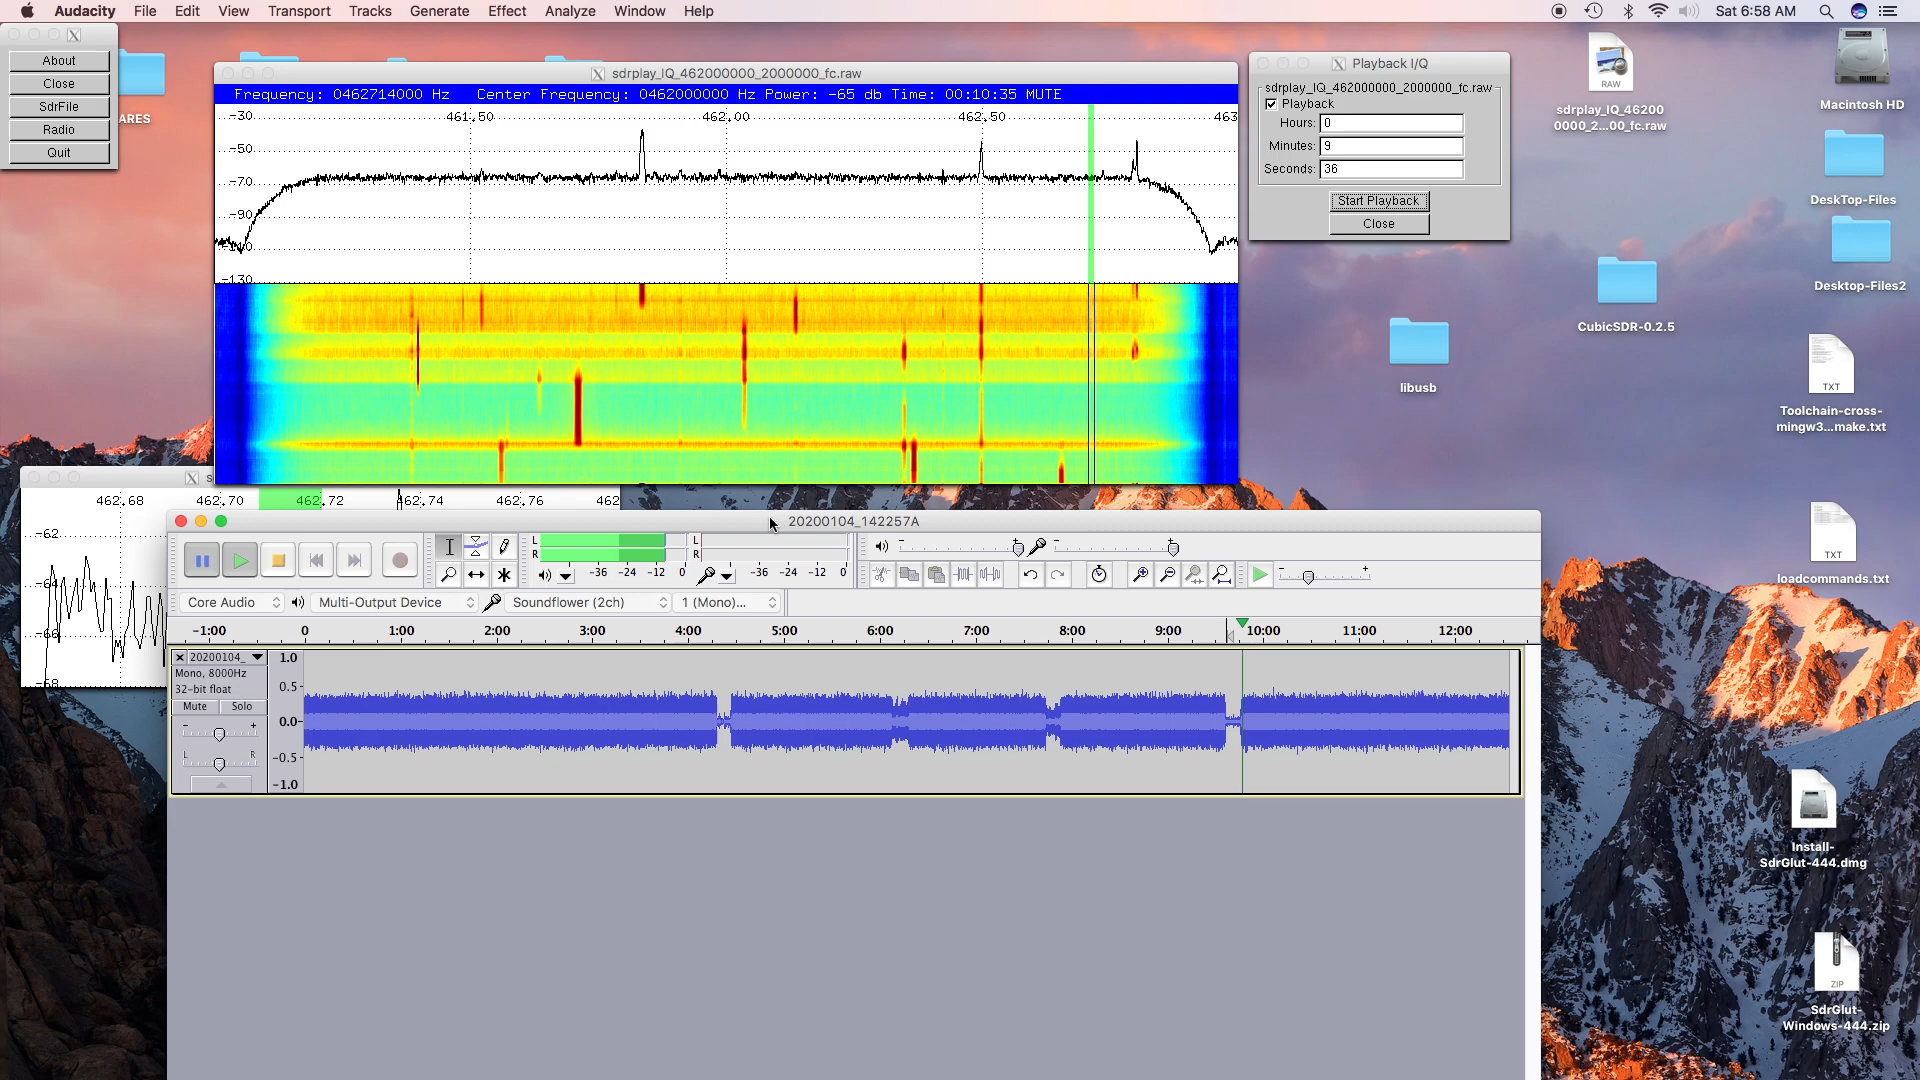 Audacity File Edit View Transport Tracks Generate Effect Analyze Window Help Sat 6:58 AM
X
About
Close
SdrFile
Radio
Quit
ARES
X sdrplay_IQ_462000000_2000000_fc.raw
Frequency: 0462714000 Hz Center Frequency: 0462000000 Hz Power: -65 db Time: 00:10:35 MUTE
-30 461.50 462.00 462.50 463
-50
-70
-90
-110
-130
X Playback I/Q
sdrplay_IQ_462000000_2000000_fc.raw
Playback
Hours: 0
Minutes: 9
Seconds: 36
Start Playback
Close
RAW
sdrplay_IQ_46200
0000_2...00_fc.raw
Macintosh HD
DeskTop-Files
Desktop-Files2
CubicSDR-0.2.5
libusb
TXT
Toolchain-cross-
mingw3...make.txt
TXT
loadcommands.txt
Install-
SdrGlut-444.dmg
ZIP
SdrGlut-
Windows-444.zip
X s
462.68 462.70 462.72 462.74 462.76 462
-62
-64
-66
-68
20200104_142257A
L
R
-36 -24 -12 0
L
R
-36 -24 -12 0
Core Audio Multi-Output Device Soundflower (2ch) 1 (Mono)...
-1:00 0 1:00 2:00 3:00 4:00 5:00 6:00 7:00 8:00 9:00 10:00 11:00 12:00
20200104_
Mono, 8000Hz
32-bit float
Mute Solo
- +
L R
1.0
0.5
0.0
-0.5
-1.0